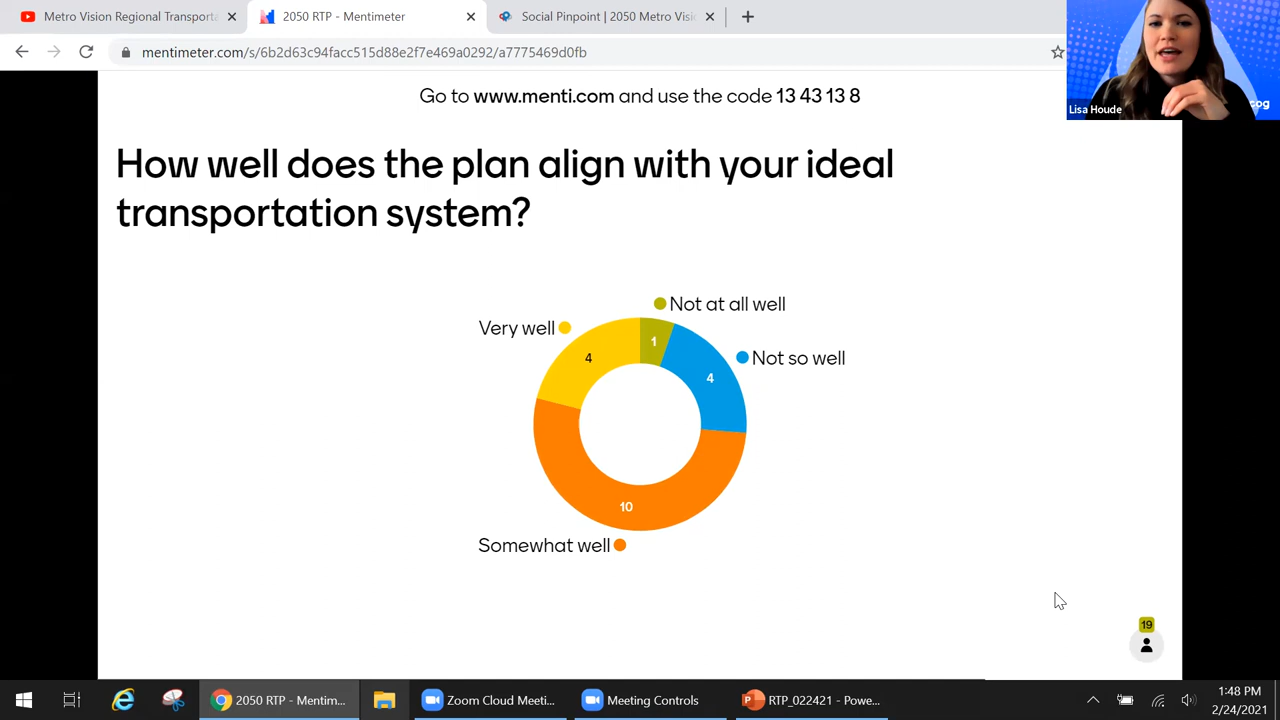 Metro Vision Regional Transporta
2050 RTP - Mentimeter
Social Pinpoint | 2050 Metro Visi
mentimeter.com/s/6b2d63c94facc515d88e2f7e469a0292/a7775469d0fb
Lisa Houde
cog
Go to www.menti.com and use the code 13 43 13 8
How well does the plan align with your ideal
transportation system?
Not at all well
Very well
1
4
Not so well
4
10
Somewhat well
19
2050 RTP - Mentim...
Zoom Cloud Meeti...
Meeting Controls
RTP_022421 - Powe...
1:48 PM
2/24/2021